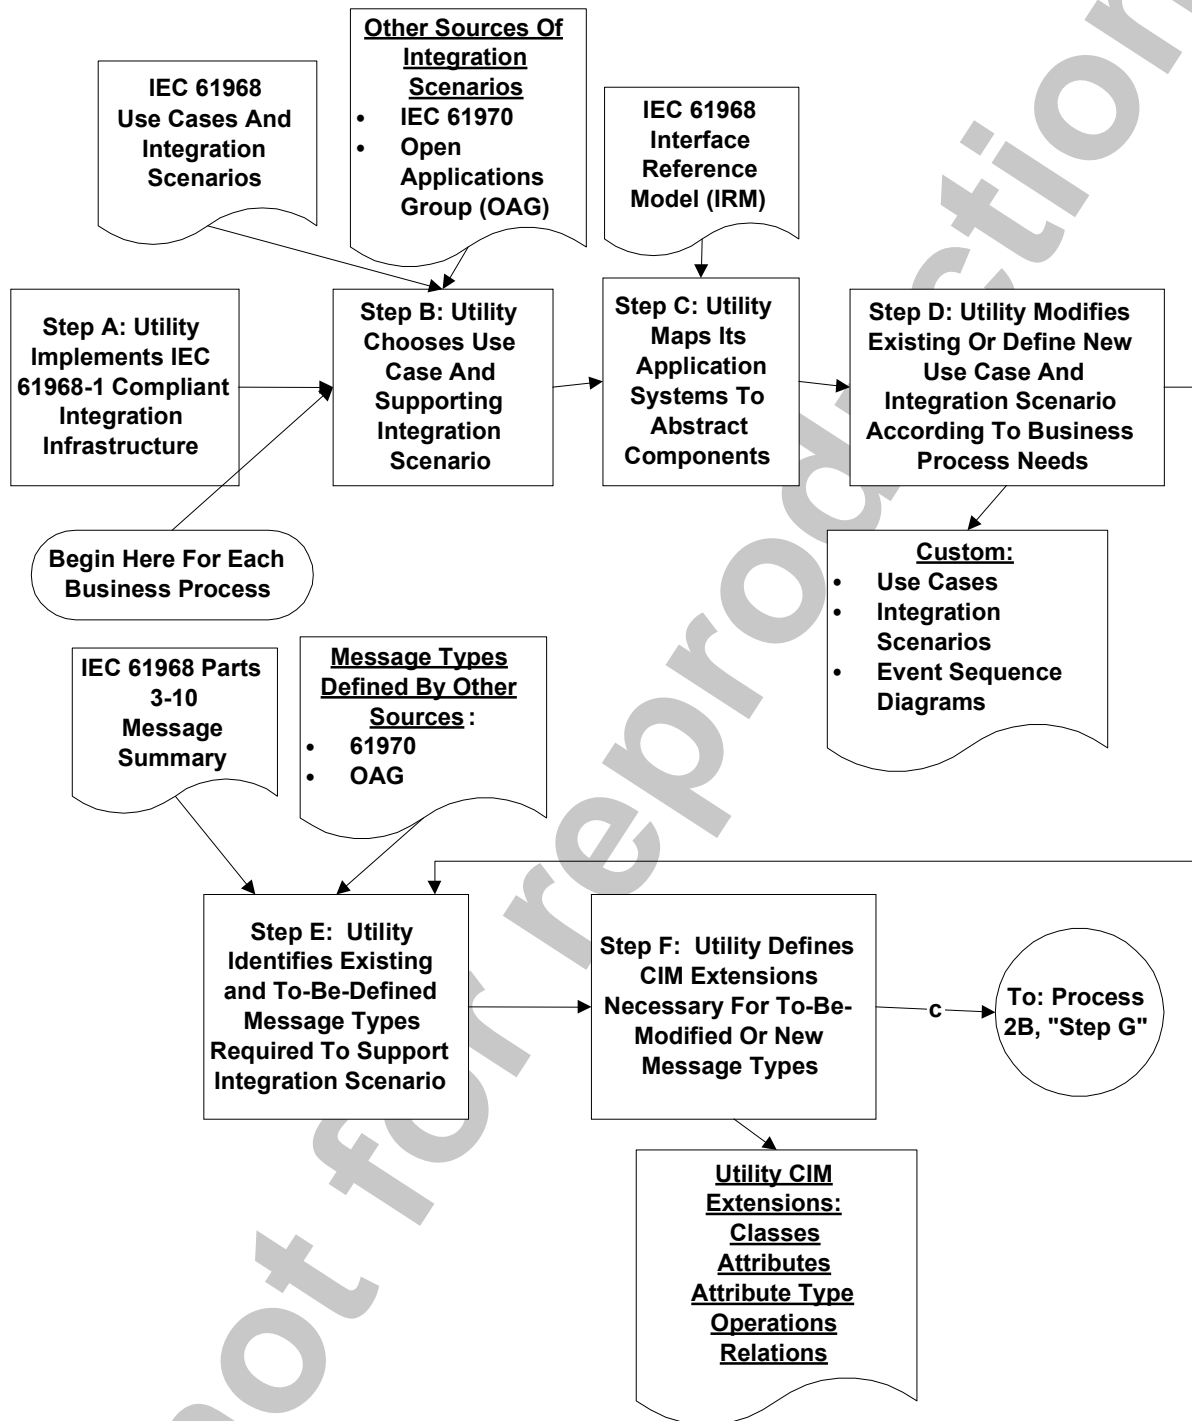 Other Sources Of
Integration
Scenarios
• IEC 61970
• Open
Applications
Group (OAG)
IEC 61968
Use Cases And
Integration
Scenarios
IEC 61968
Interface
Reference
Model (IRM)
Step A: Utility
Implements IEC
61968-1 Compliant
Integration
Infrastructure
Step B: Utility
Chooses Use
Case And
Supporting
Integration
Scenario
Step C: Utility
Maps Its
Application
Systems To
Abstract
Components
Step D: Utility Modifies
Existing Or Define New
Use Case And
Integration Scenario
According To Business
Process Needs
Begin Here For Each
Business Process
Custom:
• Use Cases
• Integration
Scenarios
• Event Sequence
Diagrams
IEC 61968 Parts
3-10
Message
Summary
Message Types
Defined By Other
Sources :
• 61970
• OAG
Step E: Utility
Identifies Existing
and To-Be-Defined
Message Types
Required To Support
Integration Scenario
Step F: Utility Defines
CIM Extensions
Necessary For To-Be-
Modified Or New
Message Types
c
To: Process
2B, "Step G"
Utility CIM
Extensions:
Classes
Attributes
Attribute Type
Operations
Relations
not for reproduction